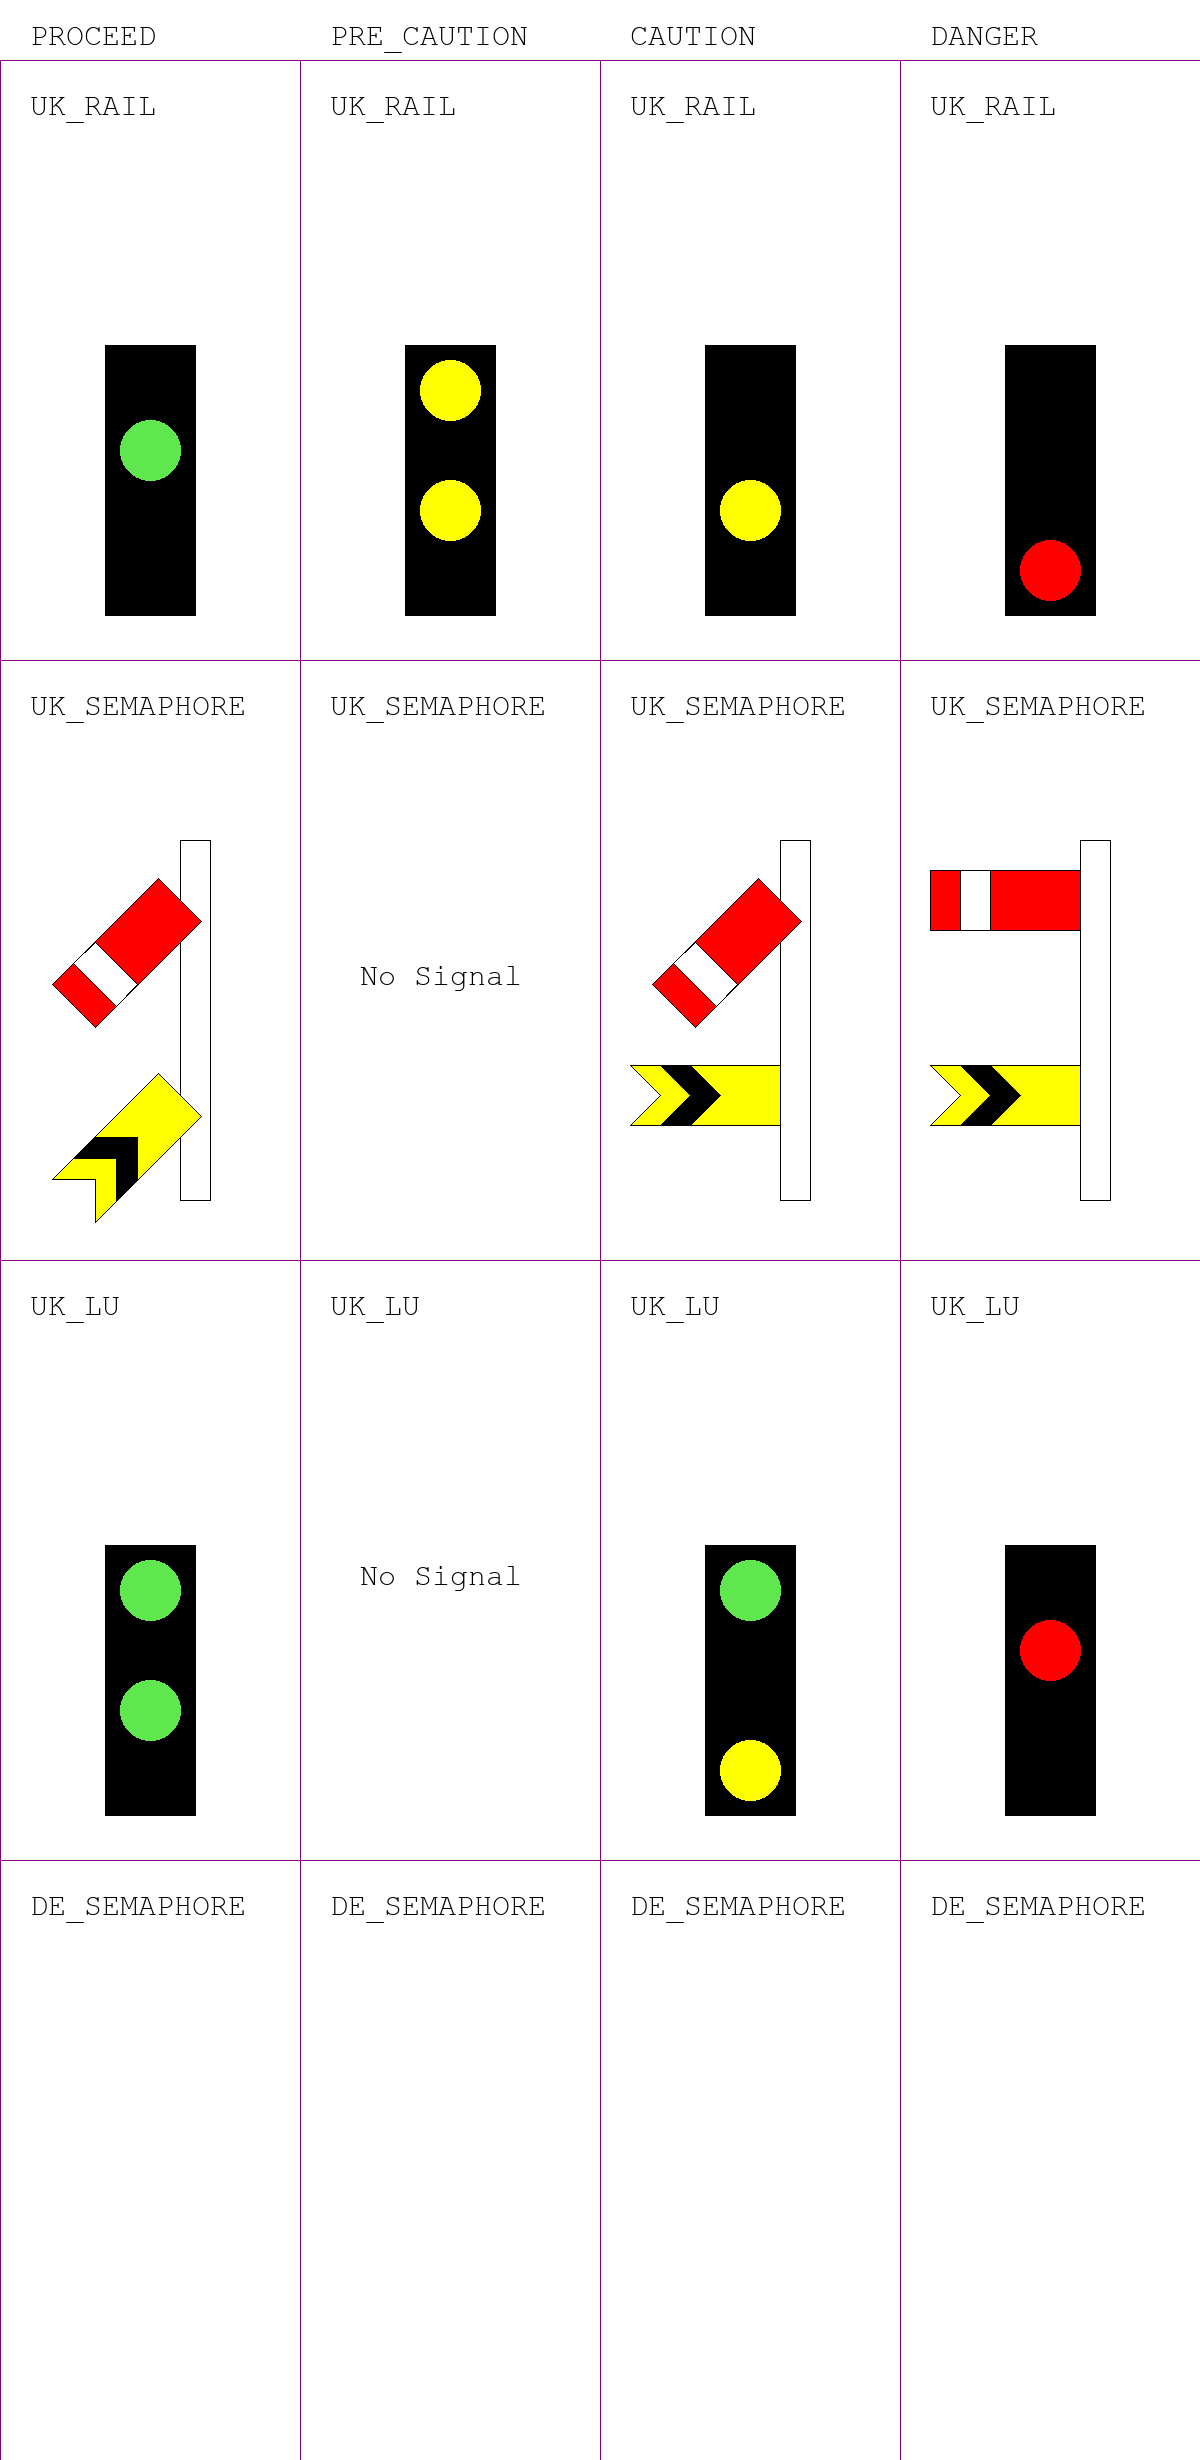 PROCEED PRE_CAUTION CAUTION DANGER
UK_RAIL UK_RAIL UK_RAIL UK_RAIL
UK_SEMAPHORE UK_SEMAPHORE UK_SEMAPHORE UK_SEMAPHORE
No Signal
UK_LU UK_LU UK_LU UK_LU
No Signal
DE_SEMAPHORE DE_SEMAPHORE DE_SEMAPHORE DE_SEMAPHORE